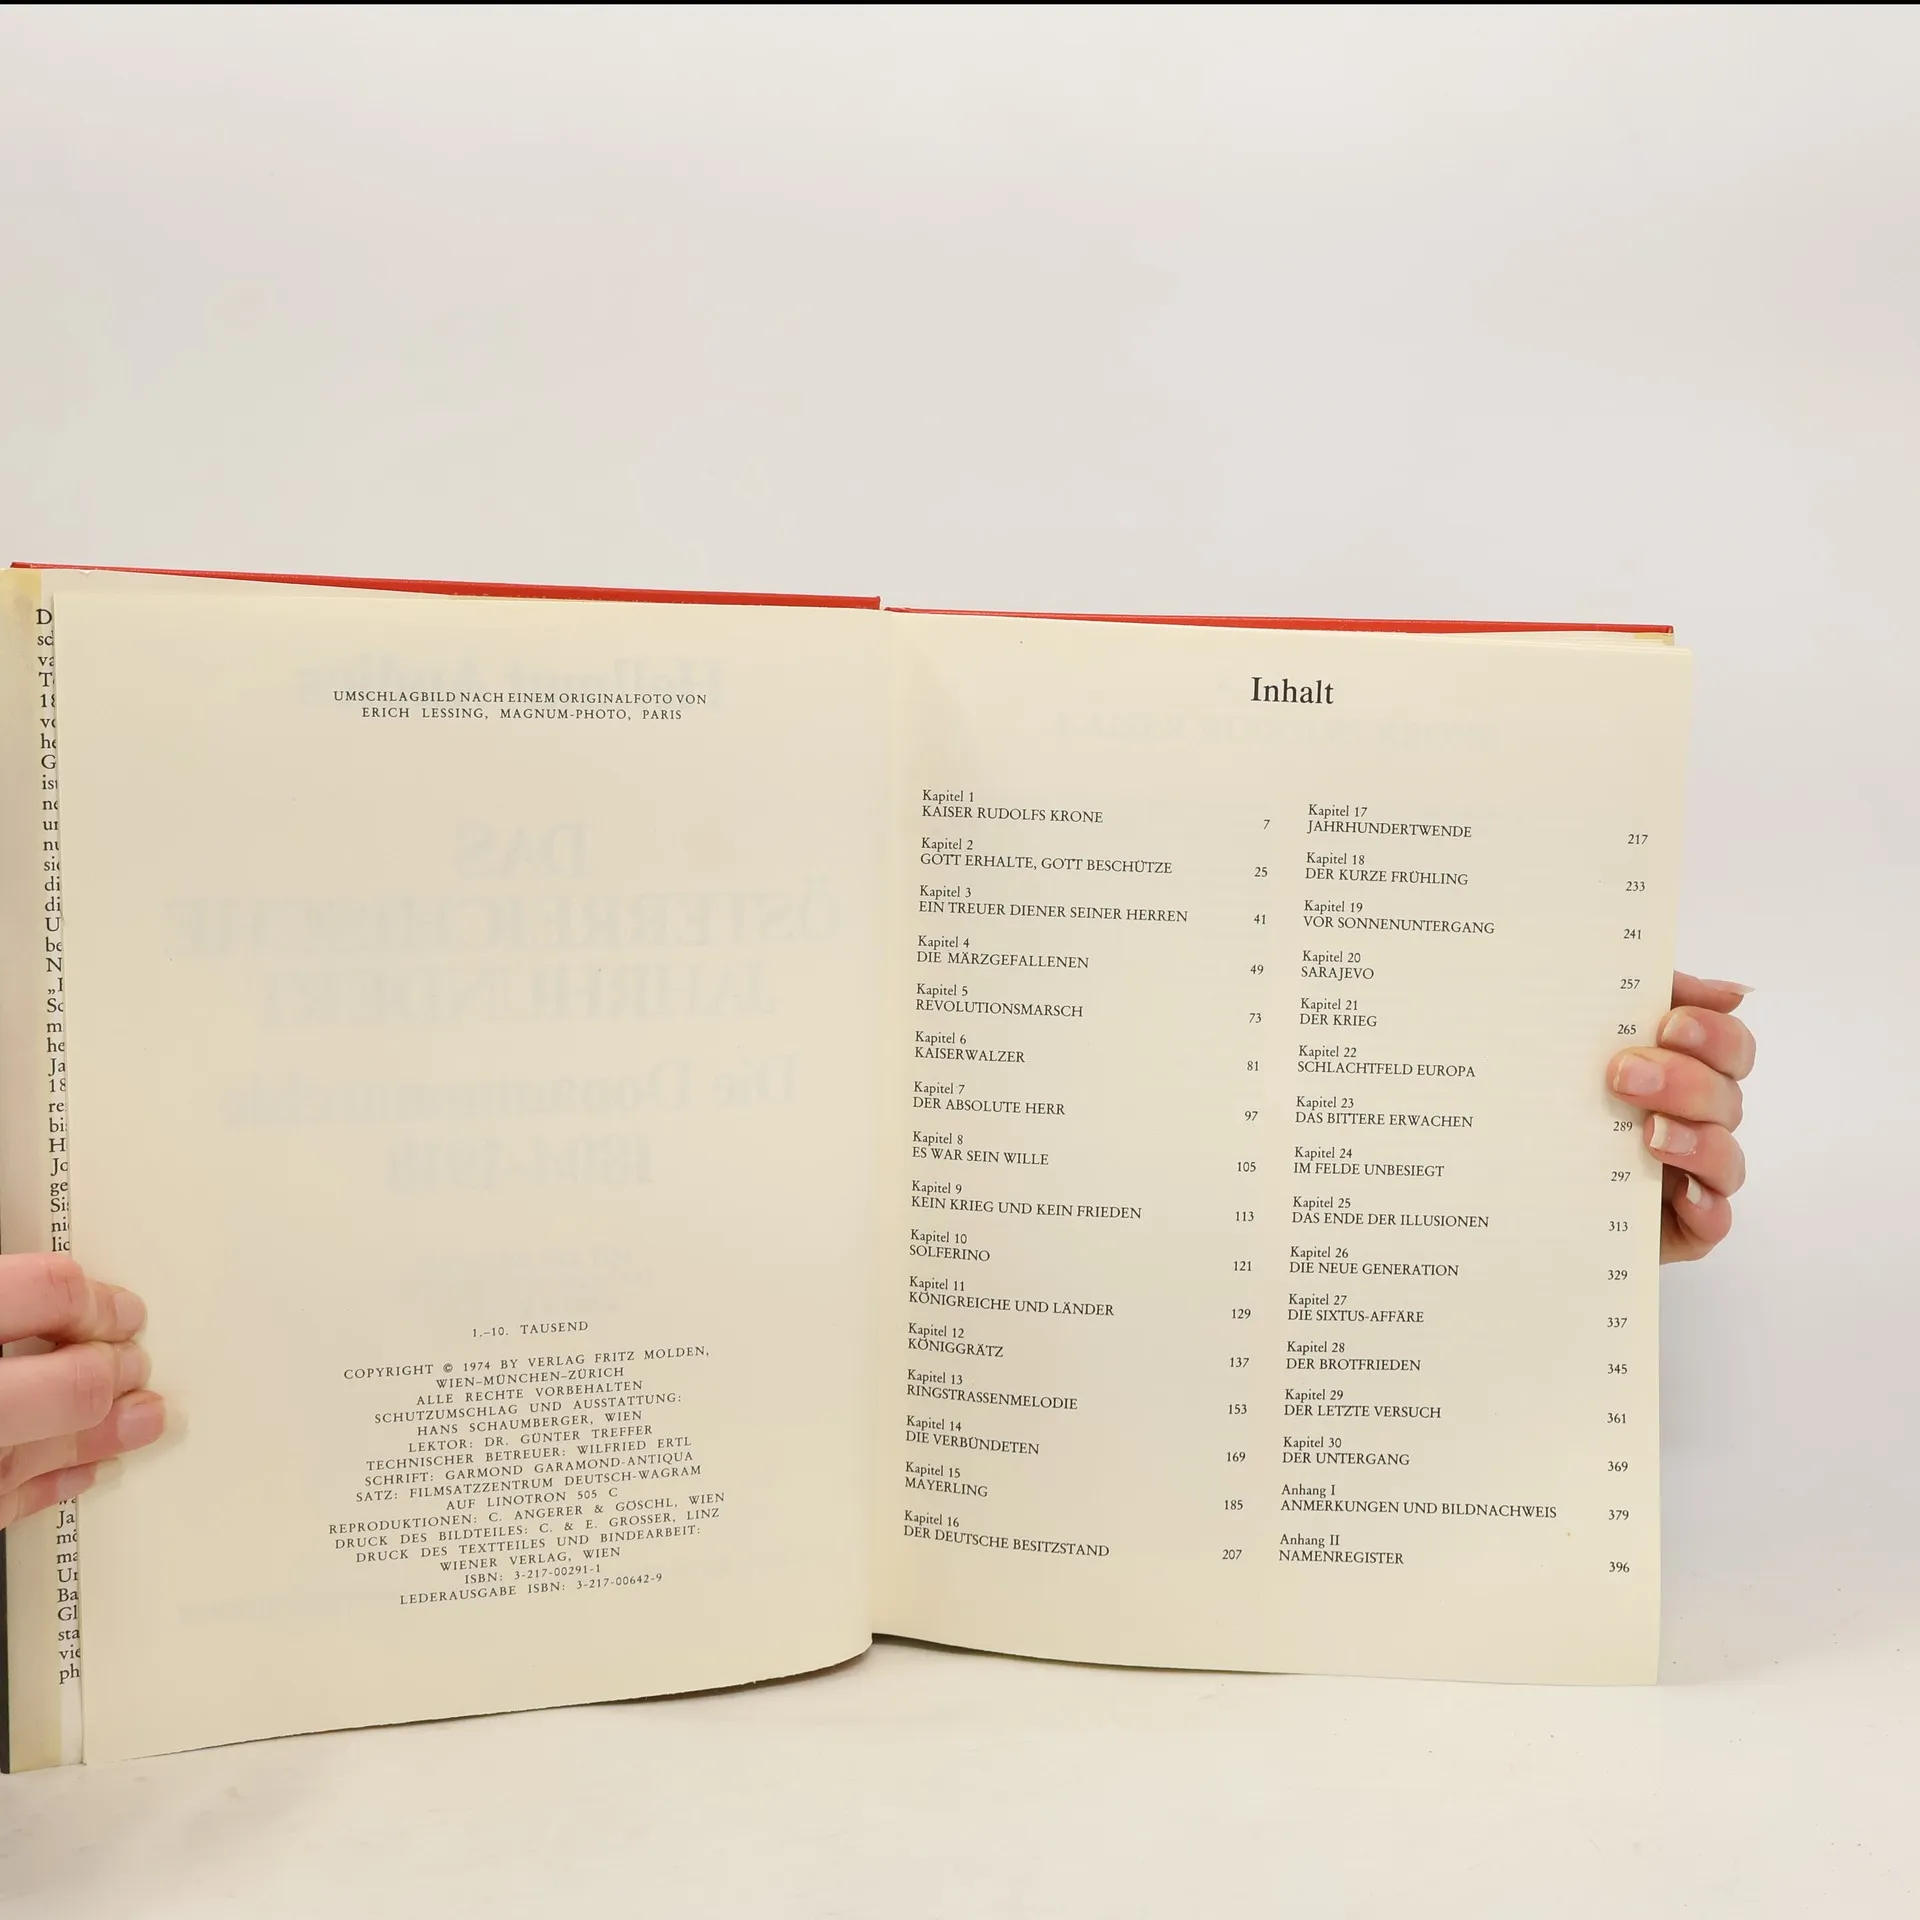 UMSCHLAGBILD NACH EINEM ORIGINALFOTO VON
ERICH LESSING, MAGNUM-PHOTO, PARIS
1.–10. TAUSEND
COPYRIGHT © 1974 BY VERLAG FRITZ MOLDEN,
WIEN–MÜNCHEN–ZÜRICH
ALLE RECHTE VORBEHALTEN
SCHUTZUMSCHLAG UND AUSSTATTUNG:
HANS SCHAUMBERGER, WIEN
LEKTOR: DR. GÜNTER TREFFER
TECHNISCHER BETREUER: WILFRIED ERTL
SCHRIFT: GARMOND GARAMOND-ANTIQUA
SATZ: FILMSATZZENTRUM DEUTSCH-WAGRAM
AUF LINOTRON 505 C
REPRODUKTIONEN: C. ANGERER & GÖSCHL, WIEN
DRUCK DES BILDTEILES: C. & E. GROSSER, LINZ
DRUCK DES TEXTTEILES UND BINDEARBEIT:
WIENER VERLAG, WIEN
ISBN: 3-217-00291-1
LEDERAUSGABE ISBN: 3-217-00642-9
Inhalt
Kapitel 1
KAISER RUDOLFS KRONE 7
Kapitel 2
GOTT ERHALTE, GOTT BESCHÜTZE 25
Kapitel 3
EIN TREUER DIENER SEINER HERREN 41
Kapitel 4
DIE MÄRZGEFALLENEN 49
Kapitel 5
REVOLUTIONSMARSCH 73
Kapitel 6
KAISERWALZER 81
Kapitel 7
DER ABSOLUTE HERR 97
Kapitel 8
ES WAR SEIN WILLE 105
Kapitel 9
KEIN KRIEG UND KEIN FRIEDEN 113
Kapitel 10
SOLFERINO 121
Kapitel 11
KÖNIGREICHE UND LÄNDER 129
Kapitel 12
KÖNIGGRÄTZ 137
Kapitel 13
RINGSTRASSENMELODIE 153
Kapitel 14
DIE VERBÜNDETEN 169
Kapitel 15
MAYERLING 185
Kapitel 16
DER DEUTSCHE BESITZSTAND 207
Kapitel 17
JAHRHUNDERTWENDE 217
Kapitel 18
DER KURZE FRÜHLING 233
Kapitel 19
VOR SONNENUNTERGANG 241
Kapitel 20
SARAJEVO 257
Kapitel 21
DER KRIEG 265
Kapitel 22
SCHLACHTFELD EUROPA
Kapitel 23
DAS BITTERE ERWACHEN 289
Kapitel 24
IM FELDE UNBESIEGT 297
Kapitel 25
DAS ENDE DER ILLUSIONEN 313
Kapitel 26
DIE NEUE GENERATION 329
Kapitel 27
DIE SIXTUS-AFFÄRE 337
Kapitel 28
DER BROTFRIEDEN 345
Kapitel 29
DER LETZTE VERSUCH 361
Kapitel 30
DER UNTERGANG 369
Anhang I
ANMERKUNGEN UND BILDNACHWEIS 379
Anhang II
NAMENREGISTER 396